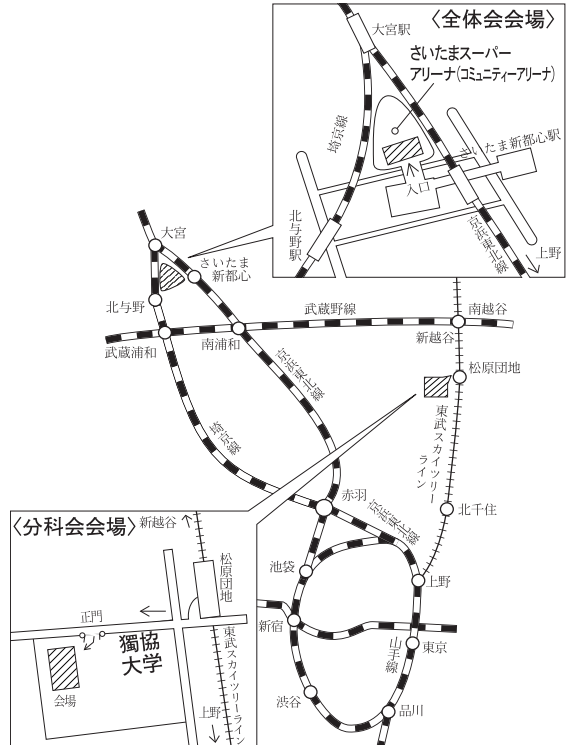 〈全体会会場〉
大宮駅
さいたまスーパー
アリーナ(コミュニティーアリーナ)
埼京線
さいたま新都心駅
入口
北与野駅
京浜東北線
上野
大宮
さいたま
新都心
北与野
武蔵野線
南越谷
新越谷
武蔵浦和
南浦和
松原団地
京浜東北線
埼京線
東武スカイツリーライン
赤羽
京浜東北線
北千住
池袋
上野
新宿
山手線
東京
渋谷
品川
〈分科会会場〉
新越谷
松原団地
正門
獨協
大学
会場
東武スカイツリーライン
上野